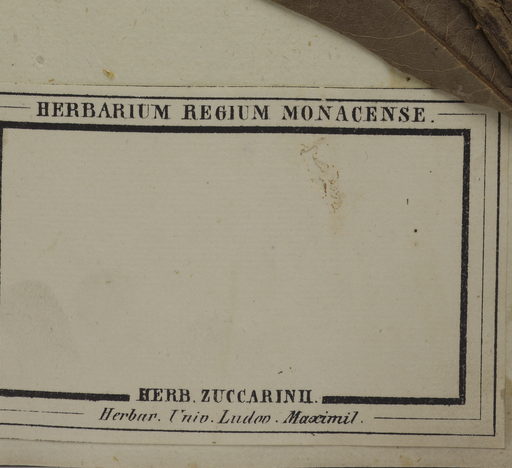 HERBARIUM REGIUM MONACENSE.
HERB. ZUCCARINII.
Herbar. Univ. Ludov. Maximil.